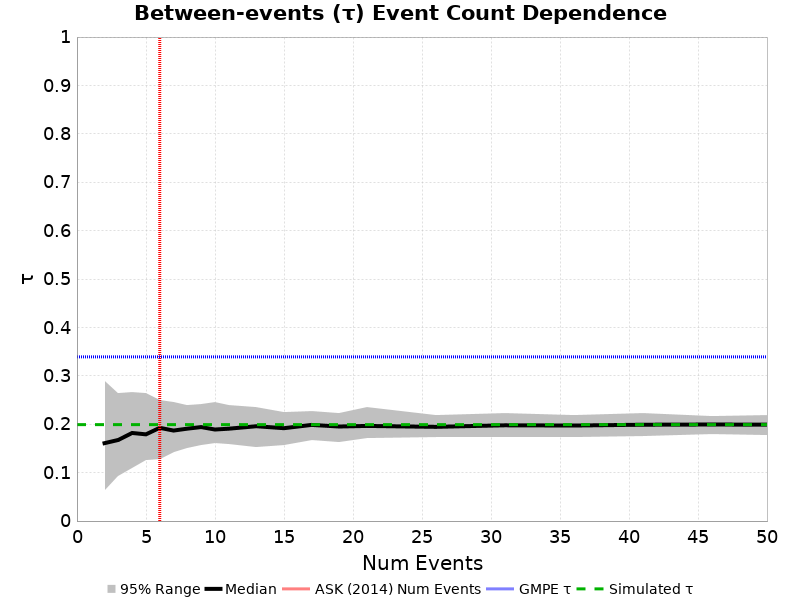 Between-events (τ) Event Count Dependence
1
0.9
0.8
0.7
0.6
0.5
0.4
0.3
0.2
0.1
0
τ
0 5 10 15 20 25 30 35 40 45 50
Num Events
95% Range Median ASK (2014) Num Events GMPE τ Simulated τ